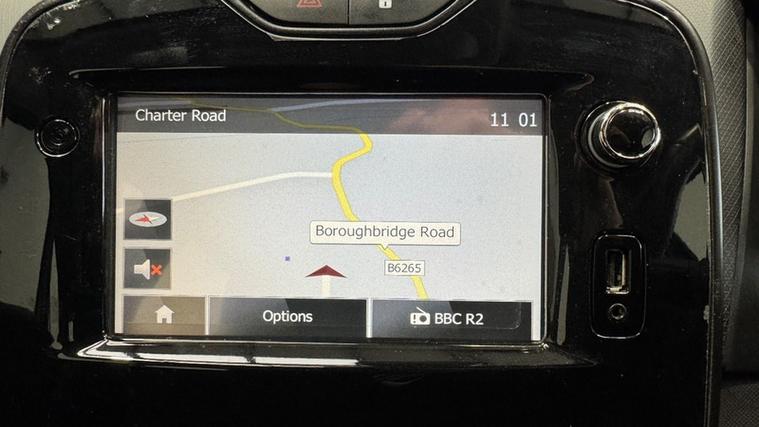 Charter Road
11 01
Boroughbridge Road
B6265
Options
BBC R2